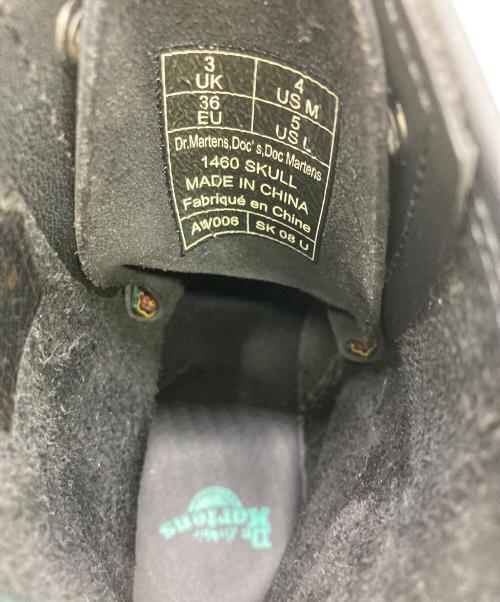 3 UK 4 US M
36 EU 5 US L
Dr.Martens,Doc's,Doc Martens
1460 SKULL
MADE IN CHINA
Fabriqué en Chine
AW006 SK 08 U
Dr. Martens